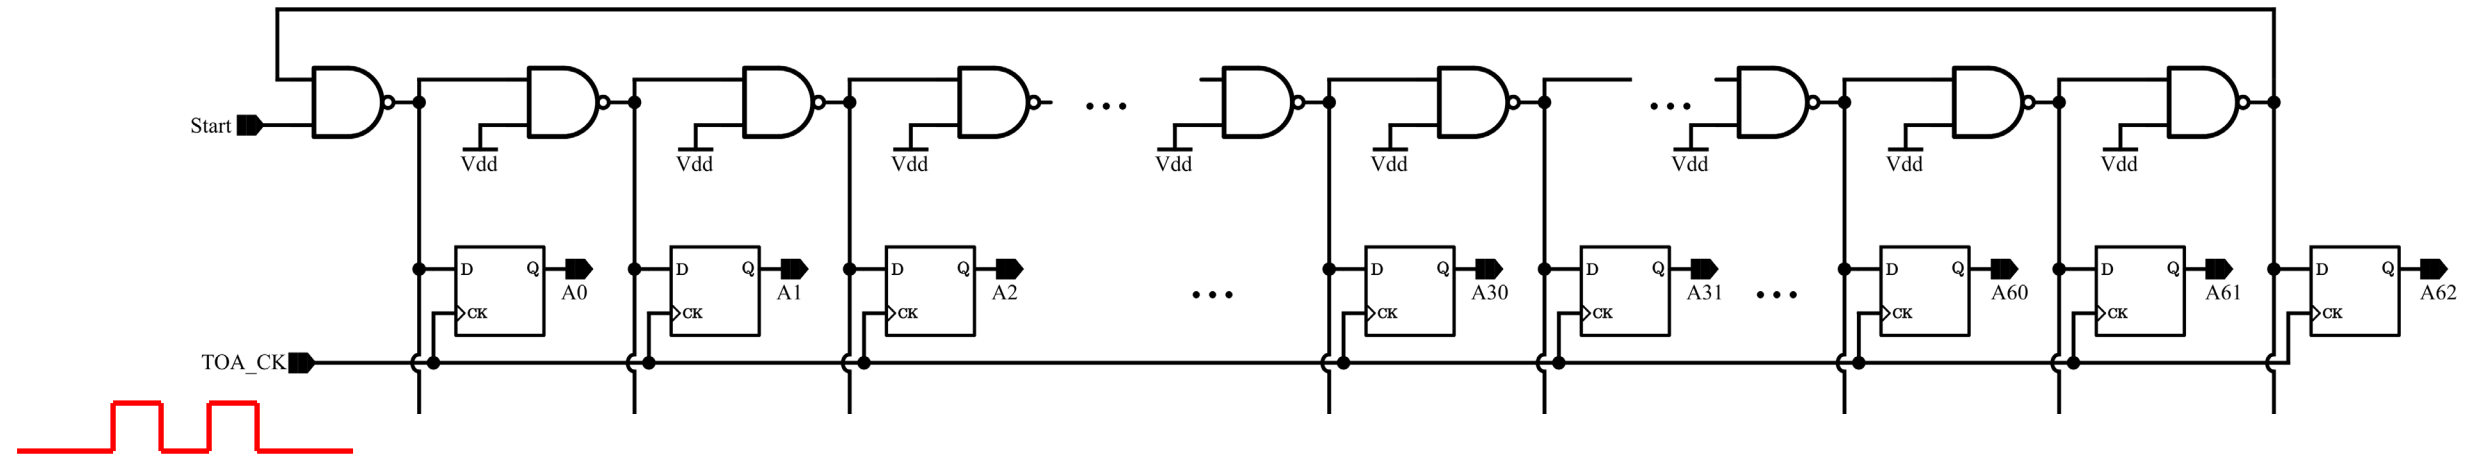 Start
Vdd Vdd Vdd Vdd Vdd Vdd Vdd Vdd
D Q D Q D Q D Q D Q D Q D Q D Q
A0 A1 A2 ... A30 A31 ... A60 A61 A62
CK CK CK CK CK CK CK CK
TOA_CK